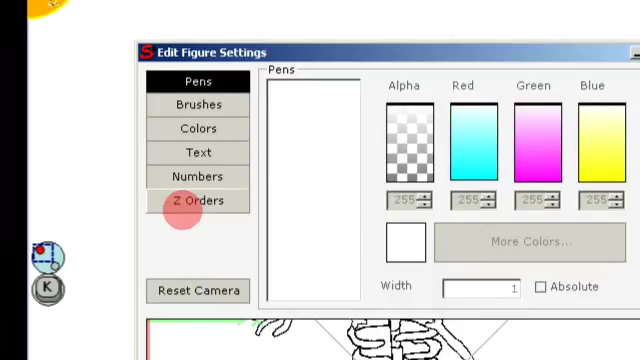 S Edit Figure Settings
Pens
Brushes
Colors
Text
Numbers
Z Orders
Reset Camera
Pens
Alpha Red Green Blue
255 255 255 255
More Colors...
Width 1 Absolute
K